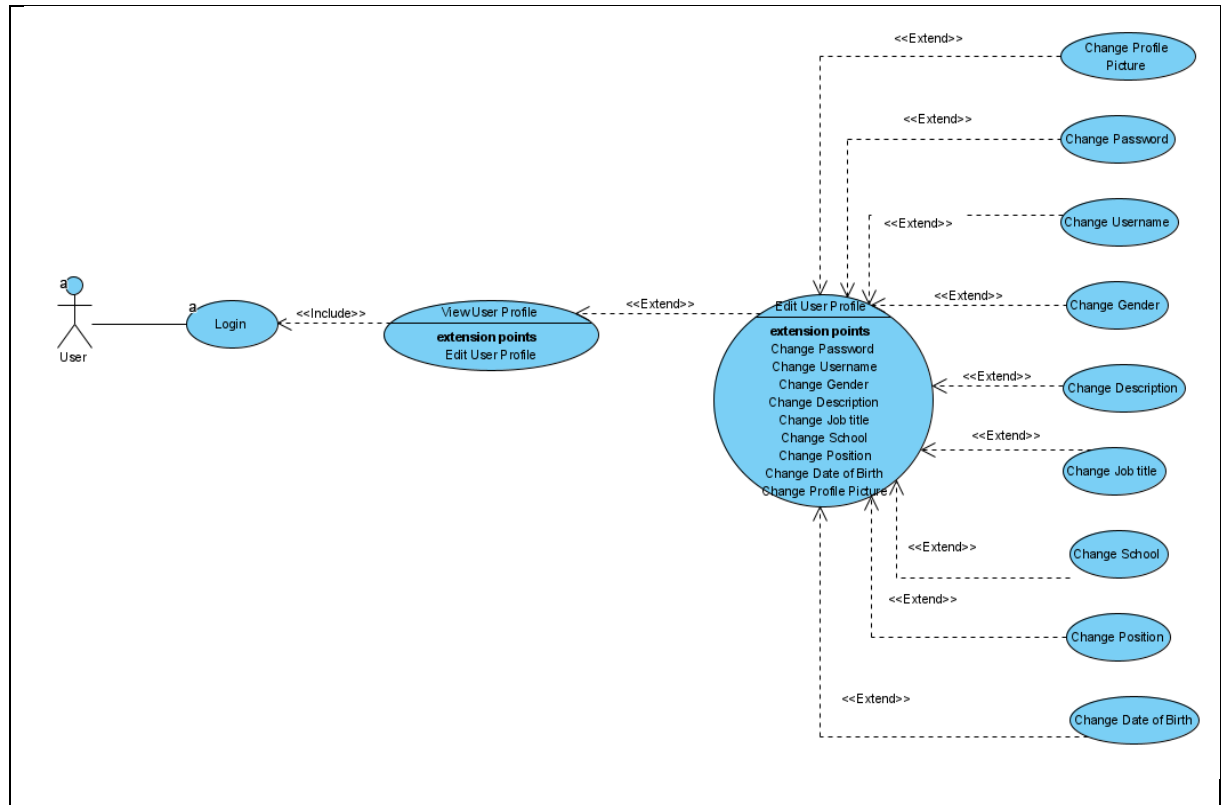 <<Extend>>
Change Profile
Picture
<<Extend>>
Change Password
<<Extend>>
Change Username
a
User
a
Login
<<Include>>
View User Profile
extension points
Edit User Profile
<<Extend>>
Edit User Profile
extension points
Change Password
Change Username
Change Gender
Change Description
Change Job title
Change School
Change Position
Change Date of Birth
Change Profile Picture
<<Extend>>
Change Gender
<<Extend>>
Change Description
<<Extend>>
Change Job title
<<Extend>>
Change School
<<Extend>>
Change Position
<<Extend>>
Change Date of Birth